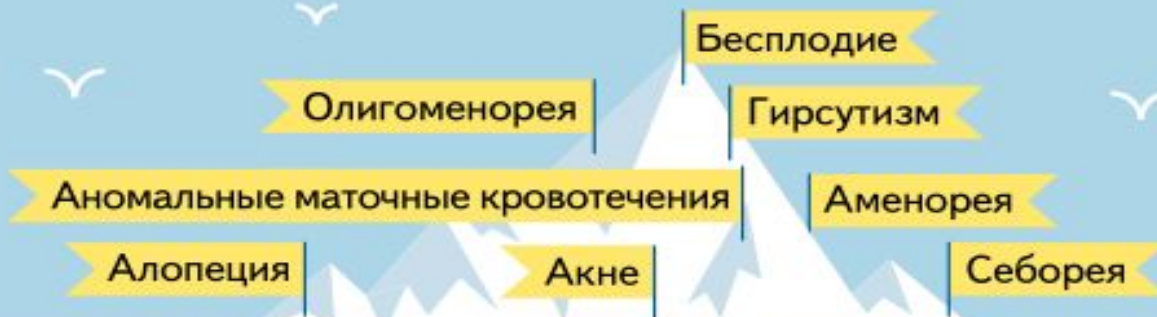 Бесплодие
Олигоменорея
Гирсутизм
Аномальные маточные кровотечения
Аменорея
Алопеция
Акне
Себорея